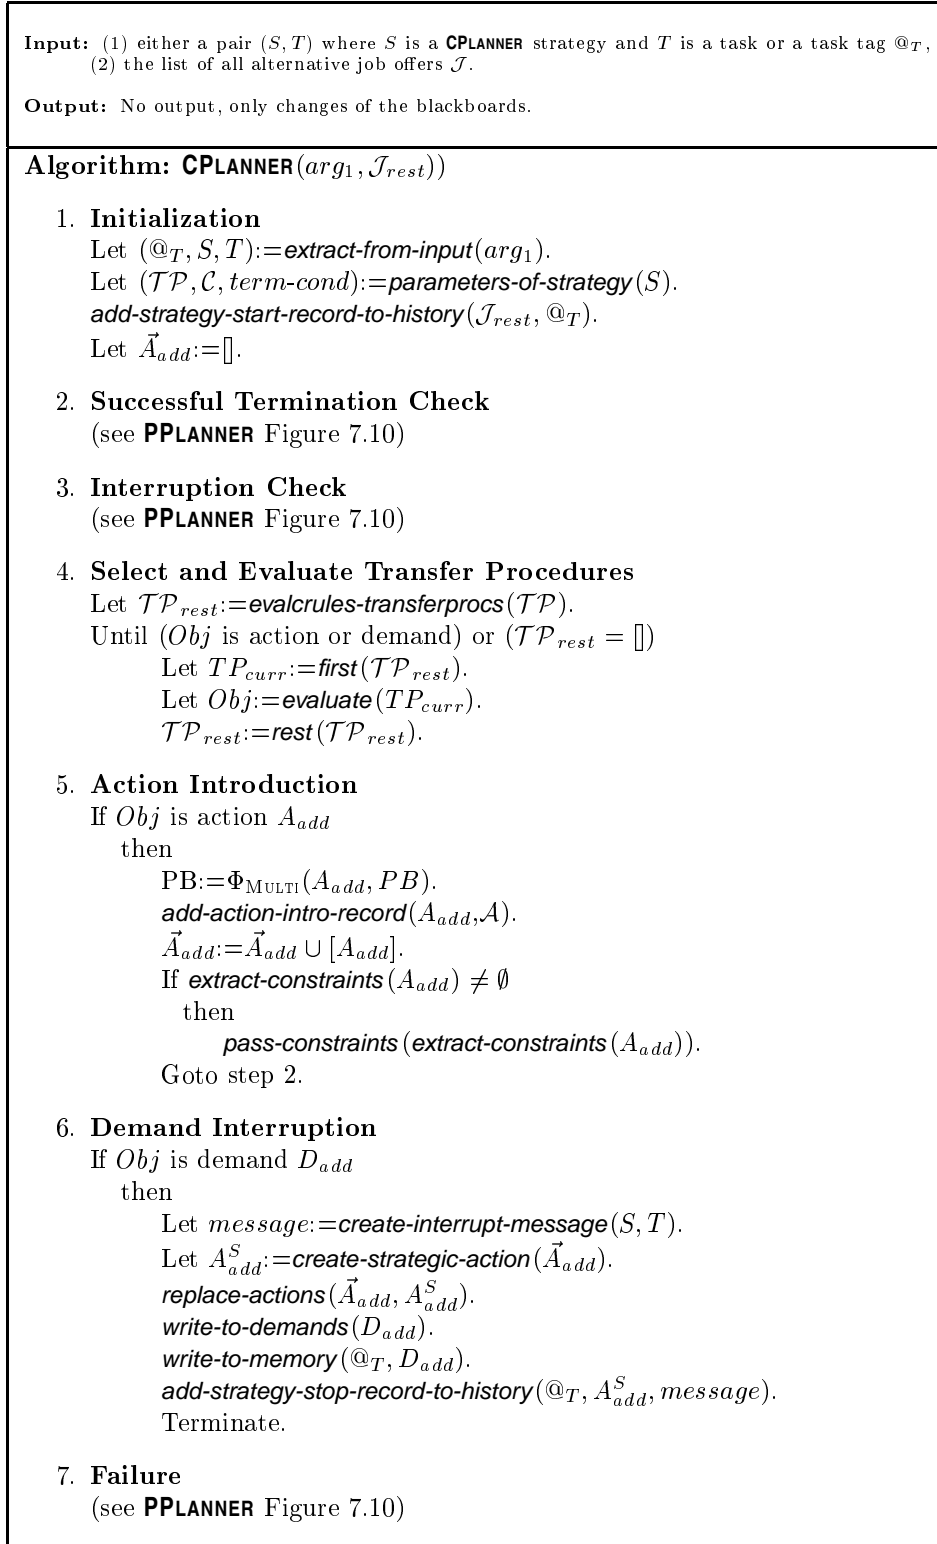 Input: (1) either a pair (S, T) where S is a CPLANNER strategy and T is a task or a task tag @_T,
(2) the list of all alternative job offers 𝒥.
Output: No output, only changes of the blackboards.
Algorithm: CPLANNER(arg_1, 𝒥_rest))
1. Initialization
Let (@_T, S, T):=extract-from-input(arg_1).
Let (𝒯𝒫, 𝒞, term-cond):=parameters-of-strategy(S).
add-strategy-start-record-to-history(𝒥_rest, @_T).
Let A⃗_add:=[].
2. Successful Termination Check
(see PPLANNER Figure 7.10)
3. Interruption Check
(see PPLANNER Figure 7.10)
4. Select and Evaluate Transfer Procedures
Let 𝒯𝒫_rest:=evalcrules-transferprocs(𝒯𝒫).
Until (Obj is action or demand) or (𝒯𝒫_rest = [])
Let TP_curr:=first(𝒯𝒫_rest).
Let Obj:=evaluate(TP_curr).
𝒯𝒫_rest:=rest(𝒯𝒫_rest).
5. Action Introduction
If Obj is action A_add
then
PB:=Φ_MULTI(A_add, PB).
add-action-intro-record(A_add,𝒜).
A⃗_add:=A⃗_add ∪ [A_add].
If extract-constraints(A_add) ≠ ∅
then
pass-constraints(extract-constraints(A_add)).
Goto step 2.
6. Demand Interruption
If Obj is demand D_add
then
Let message:=create-interrupt-message(S, T).
Let A^S_add:=create-strategic-action(A⃗_add).
replace-actions(A⃗_add, A^S_add).
write-to-demands(D_add).
write-to-memory(@_T, D_add).
add-strategy-stop-record-to-history(@_T, A^S_add, message).
Terminate.
7. Failure
(see PPLANNER Figure 7.10)